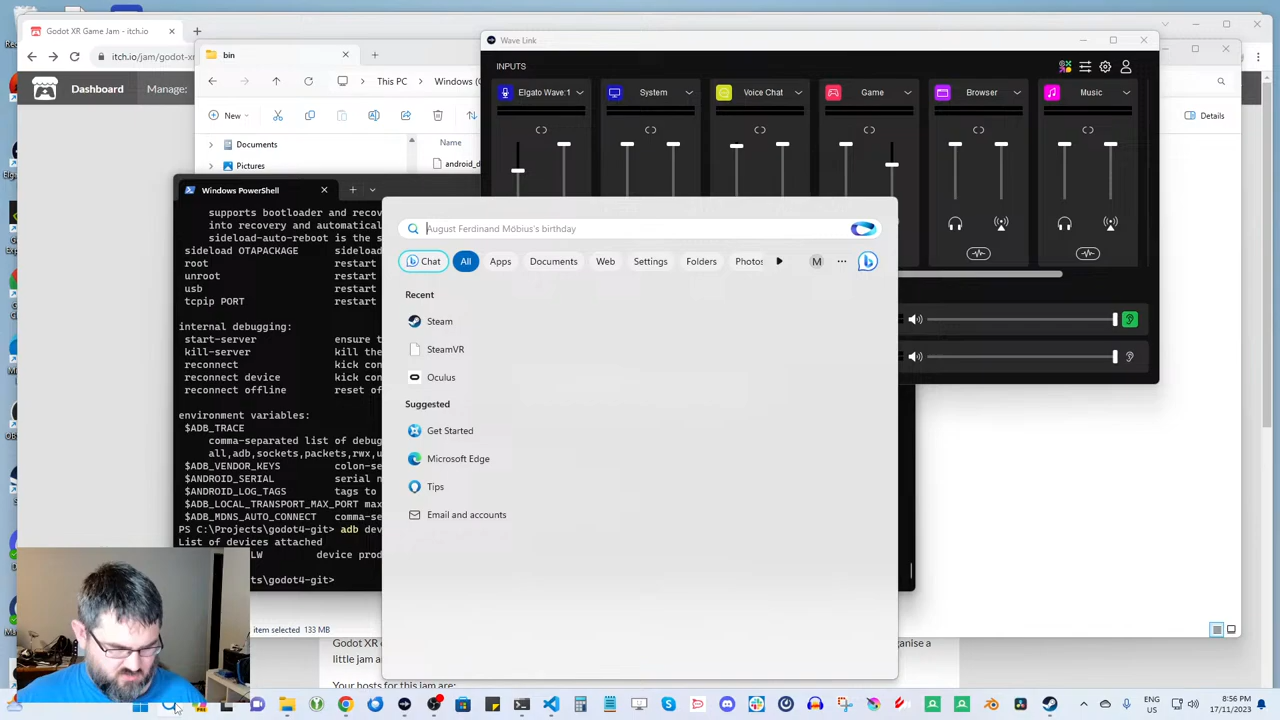 Godot XR Game Jam - itch.io
itch.io/jam/godot-xr
Dashboard
Manage:
bin
This PC
Windows (C
New
Details
Documents
Pictures
Name
android_d
Wave Link
INPUTS
Elgato Wave:1
System
Voice Chat
Game
Browser
Music
Windows PowerShell
supports bootloader and recov
into recovery and automatical
sideload-auto-reboot is the s
sideload OTAPACKAGE sideload
root restart
unroot restart
usb restart
tcpip PORT restart
internal debugging:
start-server ensure t
kill-server kill the
reconnect kick con
reconnect device kick con
reconnect offline reset of
environment variables:
$ADB_TRACE
comma-separated list of debug
all,adb,sockets,packets,rwx,u
$ADB_VENDOR_KEYS colon-se
$ANDROID_SERIAL serial n
$ANDROID_LOG_TAGS tags to
$ADB_LOCAL_TRANSPORT_MAX_PORT max
$ADB_MDNS_AUTO_CONNECT comma-se
PS C:\Projects\godot4-git> adb dev
List of devices attached
LW device prod
ts\godot4-git>
August Ferdinand Möbius's birthday
Chat
All
Apps
Documents
Web
Settings
Folders
Photos
M
Recent
Steam
SteamVR
Oculus
Suggested
Get Started
Microsoft Edge
Tips
Email and accounts
item selected 133 MB
Godot XR
organise a
little jam a
Your hosts for this jam are:
ENG
US
8:56 PM
17/11/2023